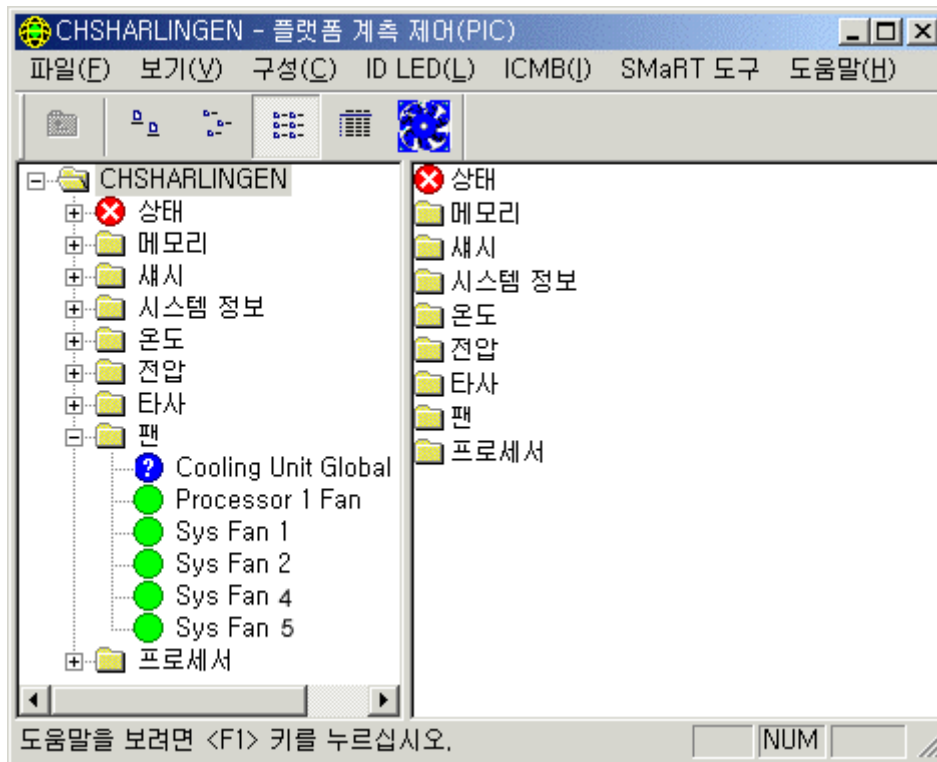 CHSHARLINGEN - 플랫폼 계측 제어(PIC)
파일(F) 보기(V) 구성(C) ID LED(L) ICMB(I) SMaRT 도구 도움말(H)
CHSHARLINGEN
상태
메모리
섀시
시스템 정보
온도
전압
타사
팬
Cooling Unit Global
Processor 1 Fan
Sys Fan 1
Sys Fan 2
Sys Fan 4
Sys Fan 5
프로세서
상태
메모리
섀시
시스템 정보
온도
전압
타사
팬
프로세서
도움말을 보려면 <F1> 키를 누르십시오.
NUM